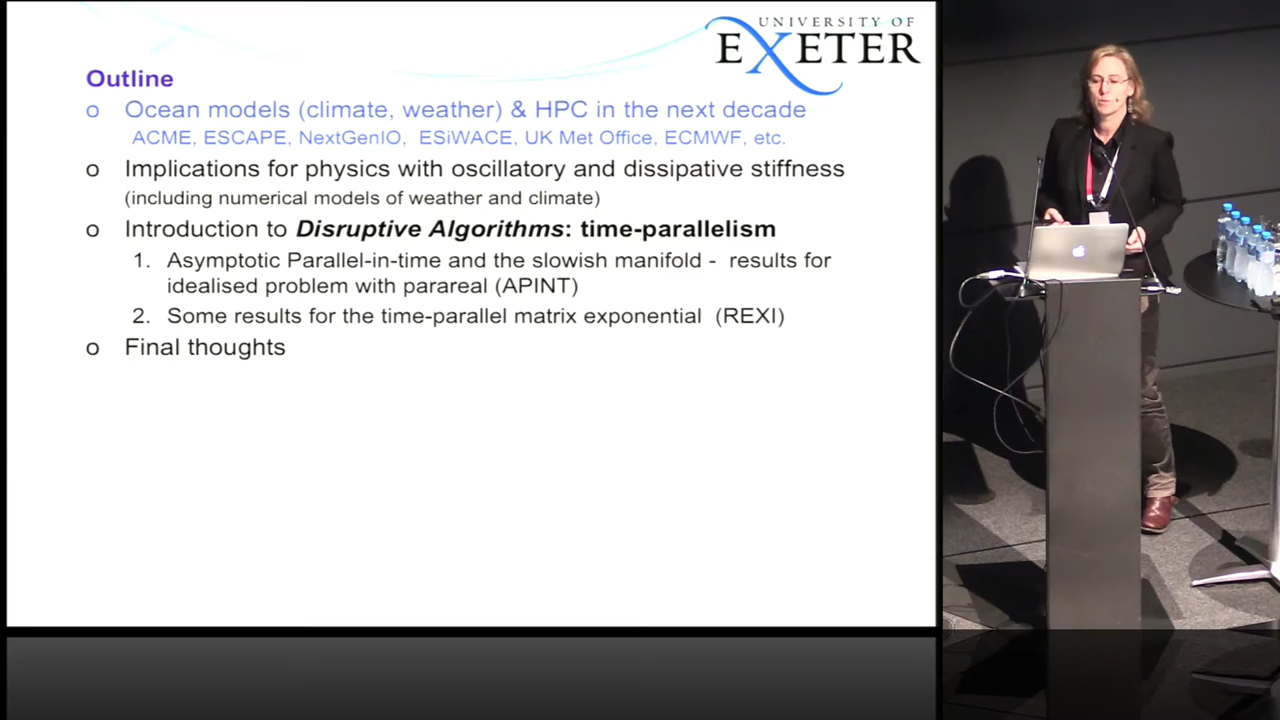 UNIVERSITY OF
EXETER
Outline
o Ocean models (climate, weather) & HPC in the next decade
ACME, ESCAPE, NextGenIO, ESiWACE, UK Met Office, ECMWF, etc.
o Implications for physics with oscillatory and dissipative stiffness
(including numerical models of weather and climate)
o Introduction to Disruptive Algorithms: time-parallelism
1. Asymptotic Parallel-in-time and the slowish manifold - results for
idealised problem with parareal (APINT)
2. Some results for the time-parallel matrix exponential (REXI)
o Final thoughts